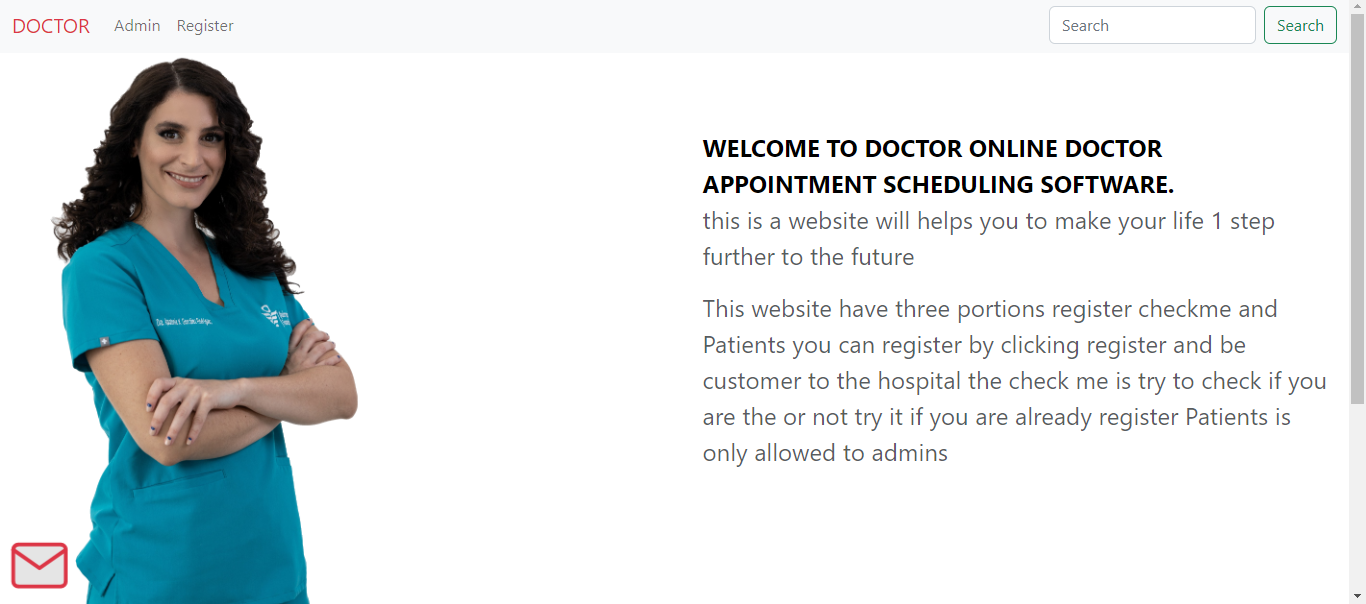 DOCTOR Admin Register Search Search
WELCOME TO DOCTOR ONLINE DOCTOR
APPOINTMENT SCHEDULING SOFTWARE.
this is a website will helps you to make your life 1 step
further to the future
This website have three portions register checkme and
Patients you can register by clicking register and be
customer to the hospital the check me is try to check if you
are the or not try it if you are already register Patients is
only allowed to admins